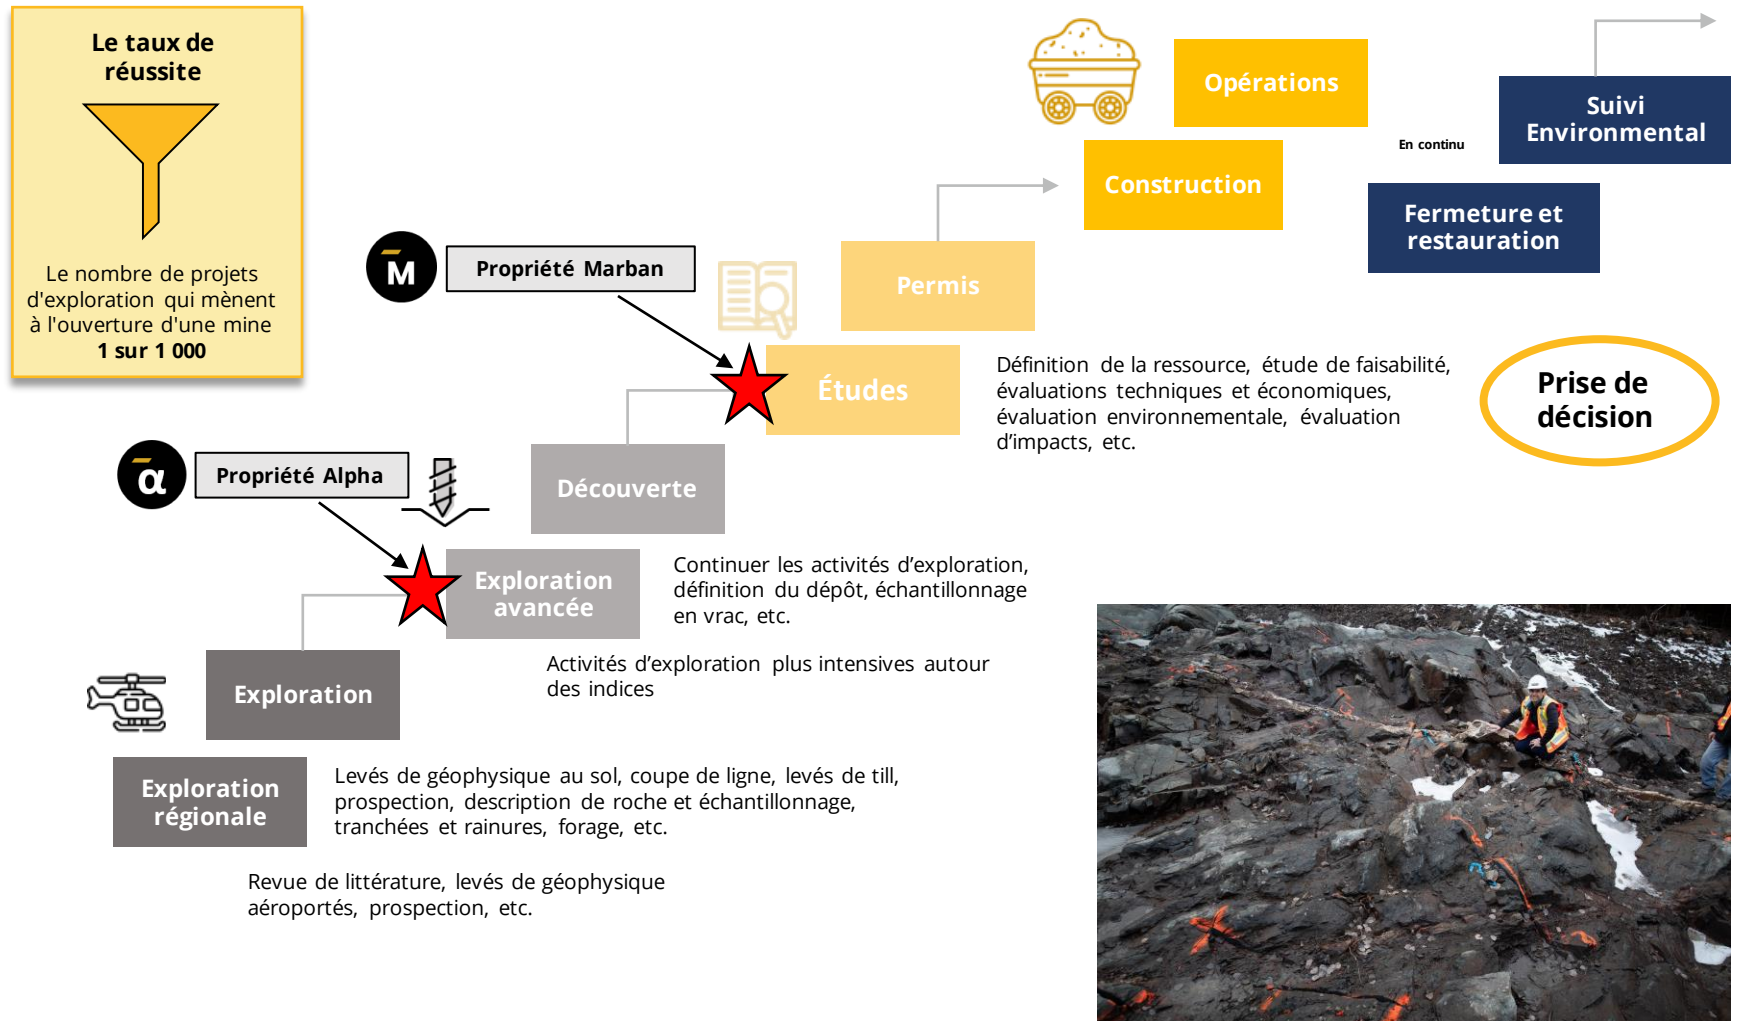 Le taux de
réussite
Le nombre de projets
d'exploration qui mènent
à l'ouverture d'une mine
1 sur 1 000
Opérations
Suivi
Environmental
En continu
Construction
Fermeture et
restauration
M
Propriété Marban
Permis
Études
Définition de la ressource, étude de faisabilité,
évaluations techniques et économiques,
évaluation environnementale, évaluation
d’impacts, etc.
Prise de
décision
α
Propriété Alpha
Découverte
Exploration
avancée
Continuer les activités d’exploration,
définition du dépôt, échantillonnage
en vrac, etc.
Activités d’exploration plus intensives autour
des indices
Exploration
Exploration
régionale
Levés de géophysique au sol, coupe de ligne, levés de till,
prospection, description de roche et échantillonnage,
tranchées et rainures, forage, etc.
Revue de littérature, levés de géophysique
aéroportés, prospection, etc.